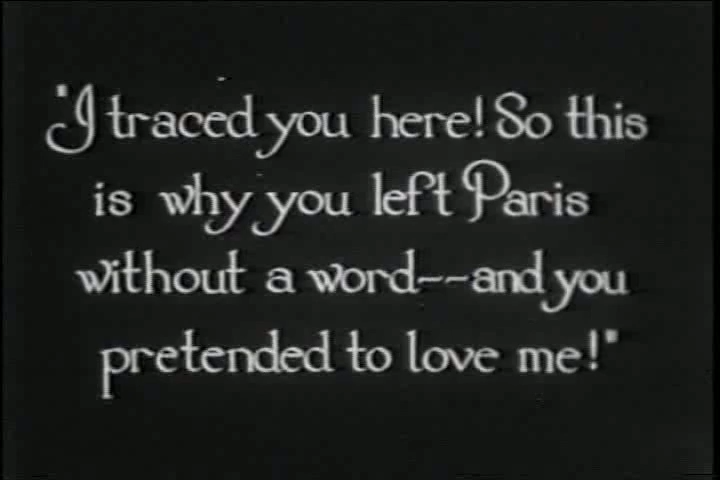 "I traced you here! So this
is why you left Paris
without a word--and you
pretended to love me!"